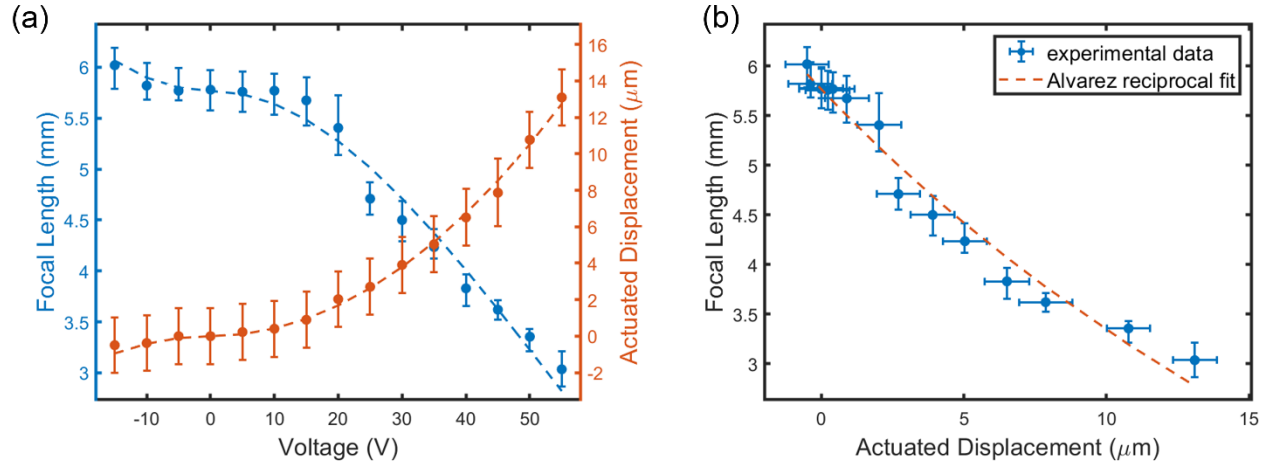 (a)
Focal Length (mm)
6
5.5
5
4.5
4
3.5
3
-10 0 10 20 30 40 50
Voltage (V)
16
14
12
10
8
6
4
2
0
-2
Actuated Displacement (μm)
(b)
Focal Length (mm)
6
5.5
5
4.5
4
3.5
3
0 5 10 15
Actuated Displacement (μm)
experimental data
Alvarez reciprocal fit